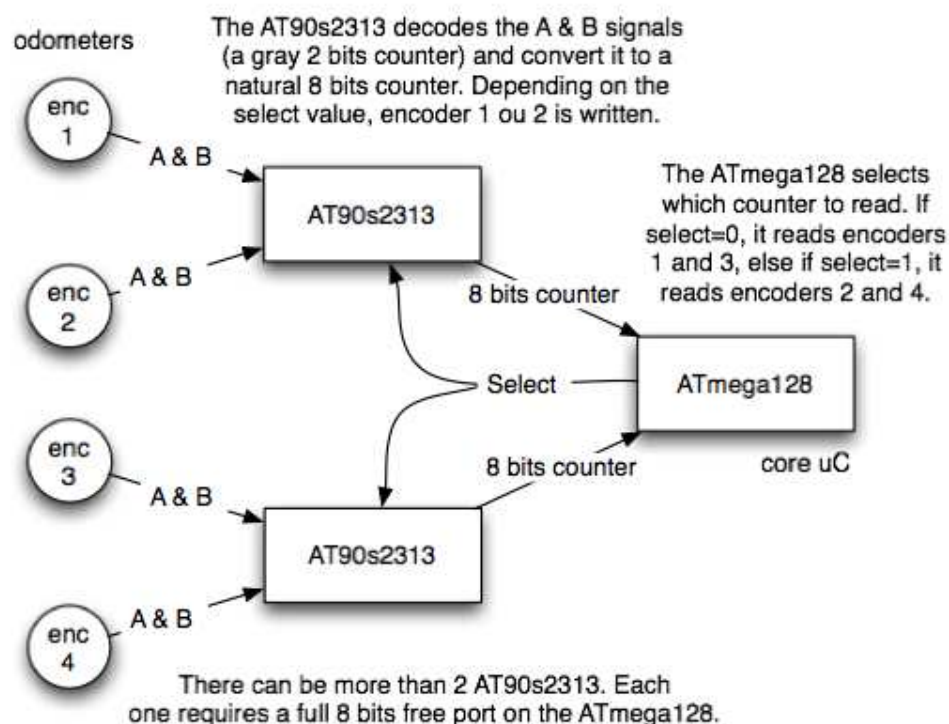 odometers
The AT90s2313 decodes the A & B signals
(a gray 2 bits counter) and convert it to a
natural 8 bits counter. Depending on the
select value, encoder 1 ou 2 is written.
enc
1
A & B
AT90s2313
enc
2
A & B
The ATmega128 selects
which counter to read. If
select=0, it reads encoders
1 and 3, else if select=1, it
reads encoders 2 and 4.
8 bits counter
Select
ATmega128
core uC
enc
3
A & B
8 bits counter
AT90s2313
enc
4
A & B
There can be more than 2 AT90s2313. Each
one requires a full 8 bits free port on the ATmega128.